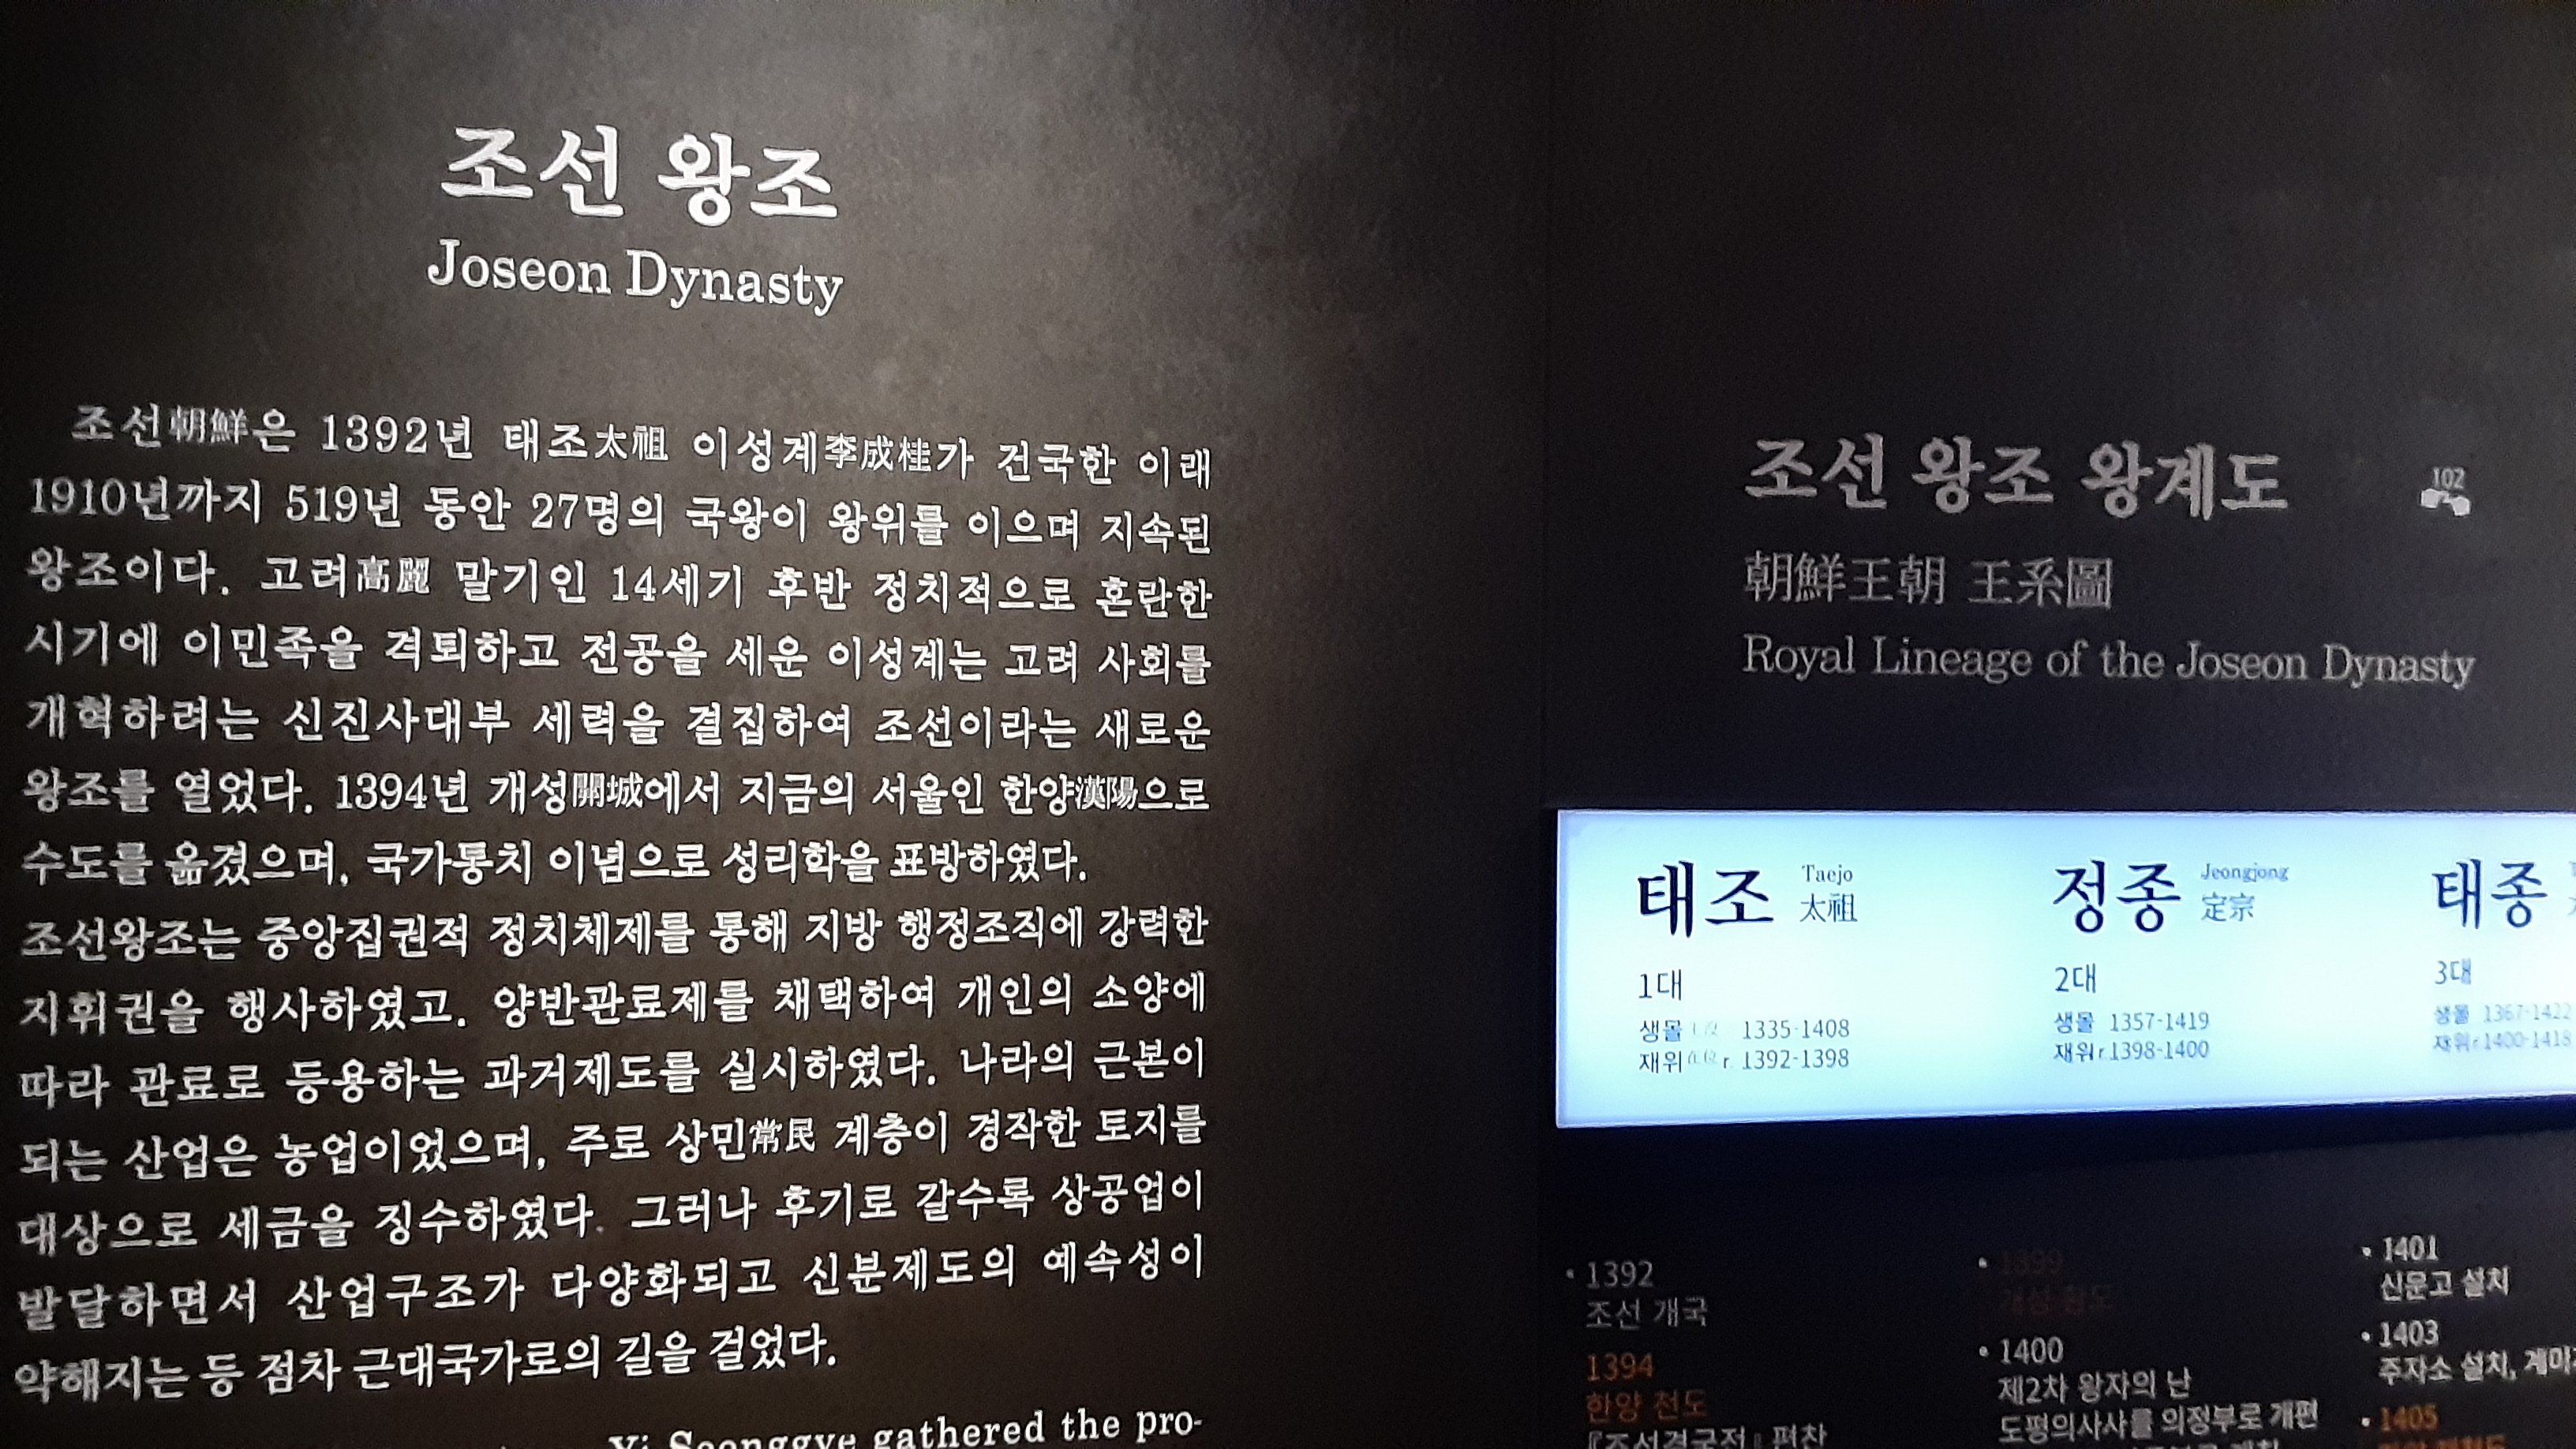 조선 왕조
Joseon Dynasty
조선朝鮮은 1392년 태조太祖 이성계李成桂가 건국한 이래
1910년까지 519년 동안 27명의 국왕이 왕위를 이으며 지속된
왕조이다. 고려高麗 말기인 14세기 후반 정치적으로 혼란한
시기에 이민족을 격퇴하고 전공을 세운 이성계는 고려 사회를
개혁하려는 신진사대부 세력을 결집하여 조선이라는 새로운
왕조를 열었다. 1394년 개성開城에서 지금의 서울인 한양漢陽으로
수도를 옮겼으며, 국가통치 이념으로 성리학을 표방하였다.
조선왕조는 중앙집권적 정치체제를 통해 지방 행정조직에 강력한
지휘권을 행사하였고. 양반관료제를 채택하여 개인의 소양에
따라 관료로 등용하는 과거제도를 실시하였다. 나라의 근본이
되는 산업은 농업이었으며, 주로 상민常民 계층이 경작한 토지를
대상으로 세금을 징수하였다. 그러나 후기로 갈수록 상공업이
발달하면서 산업구조가 다양화되고 신분제도의 예속성이
약해지는 등 점차 근대국가로의 길을 걸었다.
Yi Seonggye gathered the pro-
조선 왕조 왕계도
102
朝鮮王朝 王系圖
Royal Lineage of the Joseon Dynasty
태조 Taejo
太祖
1대
생몰 1335-1408
재위 r. 1392-1398
정종 Jeongjong
定宗
2대
생몰 1357-1419
재위 r.1398-1400
태종
3대
생몰 1367-1422
재위 r.1400-1418
• 1392
조선 개국
1394
한양 천도
『조선경국전』 편찬
• 1399
개성 천도
• 1400
제2차 왕자의 난
도평의사사를 의정부로 개편
• 1401
신문고 설치
• 1403
주자소 설치,
• 1405